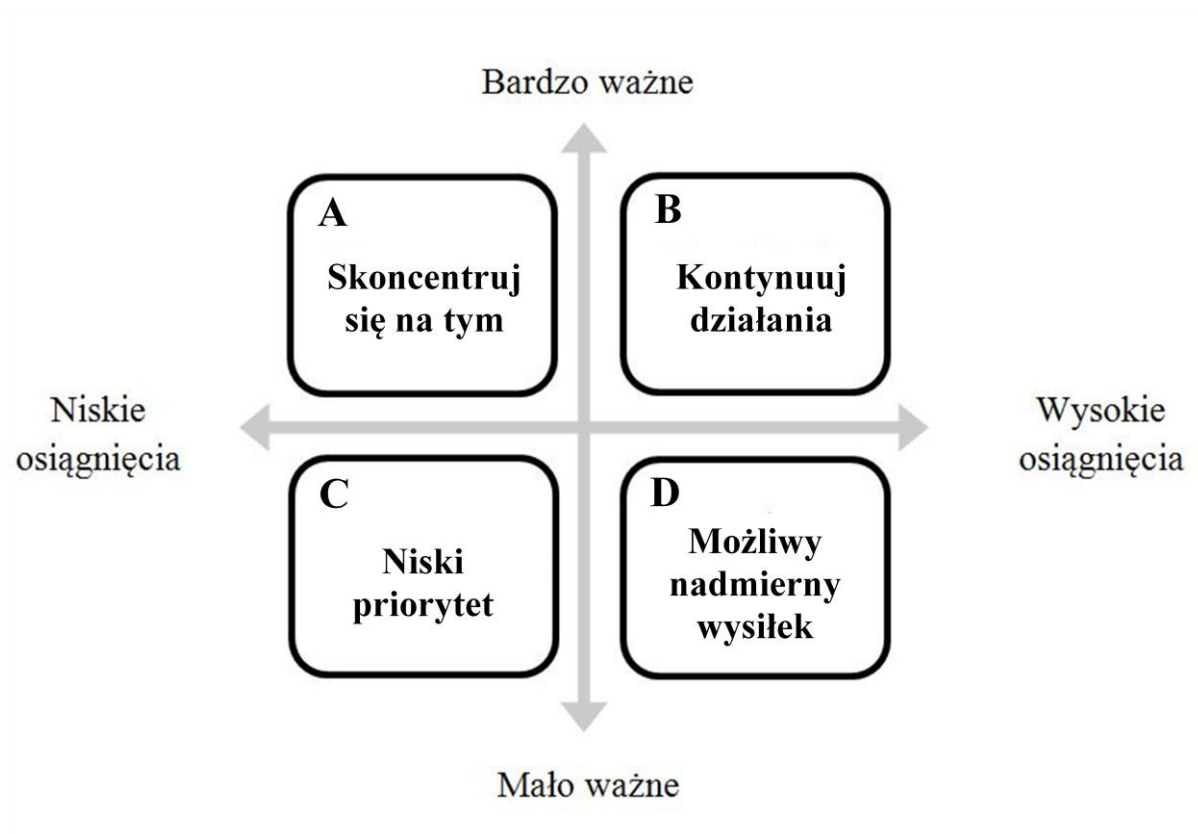 Bardzo ważne
A
Skoncentruj
się na tym
B
Kontynuuj
działania
Niskie
osiągnięcia
Wysokie
osiągnięcia
C
Niski
priorytet
D
Możliwy
nadmierny
wysiłek
Mało ważne